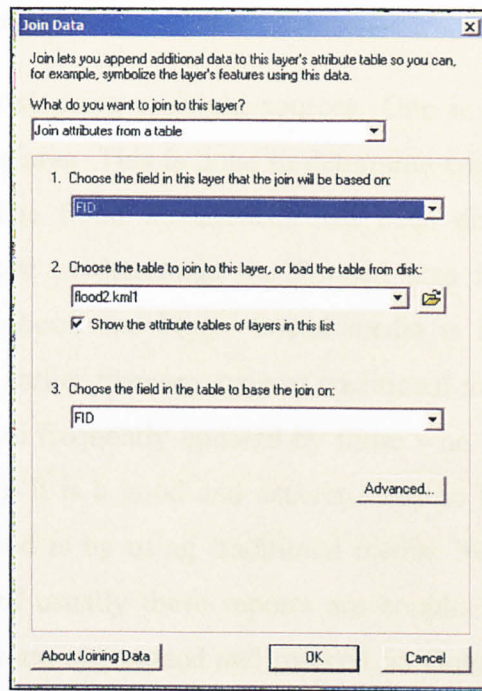 Join Data
Join lets you append additional data to this layer's attribute table so you can,
for example, symbolize the layer's features using this data.
What do you want to join to this layer?
Join attributes from a table
1. Choose the field in this layer that the join will be based on:
FID
2. Choose the table to join to this layer, or load the table from disk:
flood2.kml1
Show the attribute tables of layers in this list
3. Choose the field in the table to base the join on:
FID
Advanced...
About Joining Data
OK
Cancel